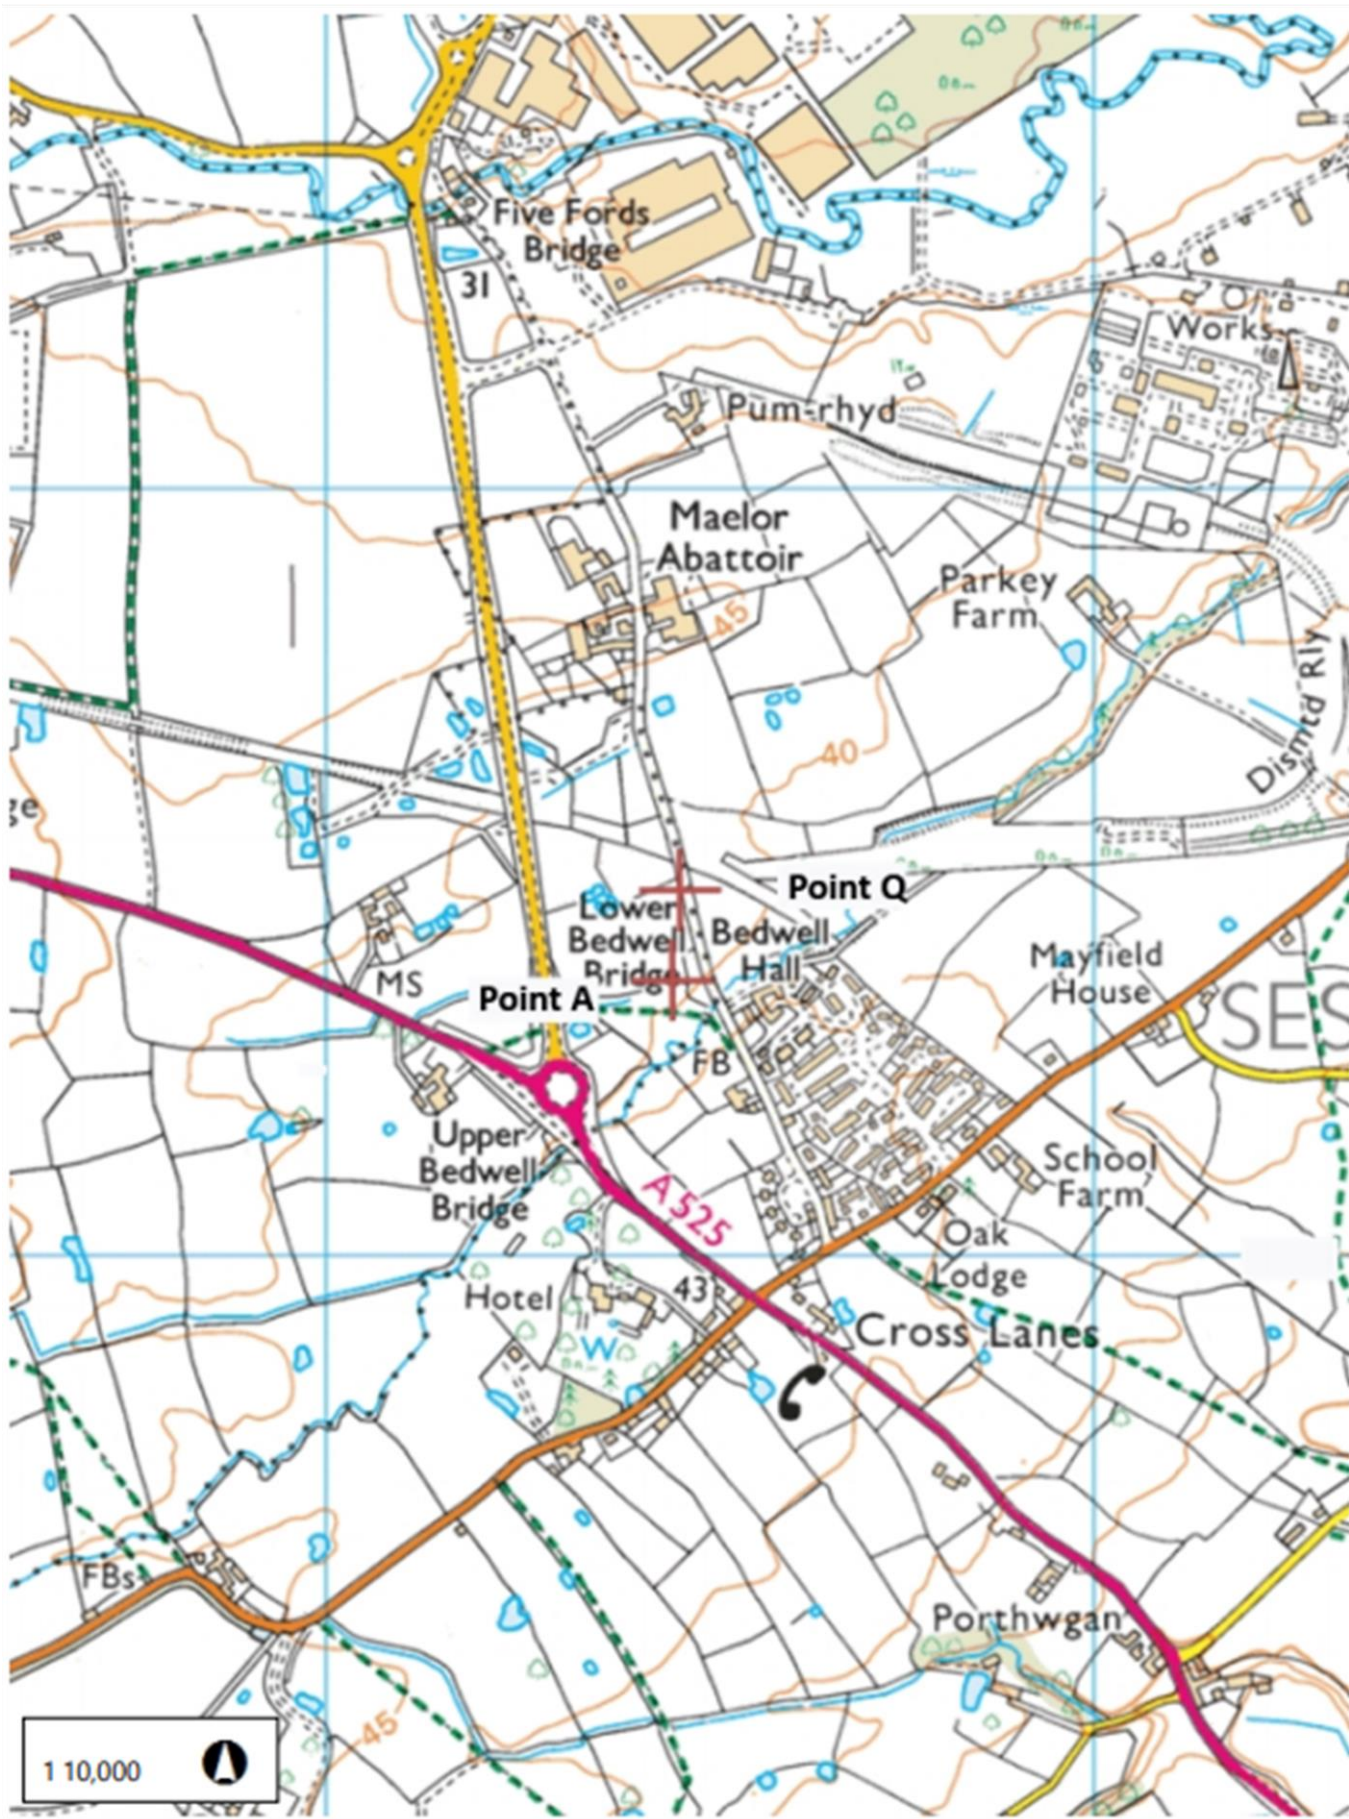 Five Fords
Bridge
31
Works
Pum-rhyd
Maelor
Abattoir
Parkey
Farm
45
Dismtd Rly
40
ge
Point Q
Lower
Bedwell
Bridge
Bedwell
Hall
Mayfield
House
MS
Point A
SES
FB
Upper
Bedwell
Bridge
A 525
School
Farm
Oak
Lodge
Hotel
43
W
Cross Lanes
FBs
Porthwgan
45
1 10,000